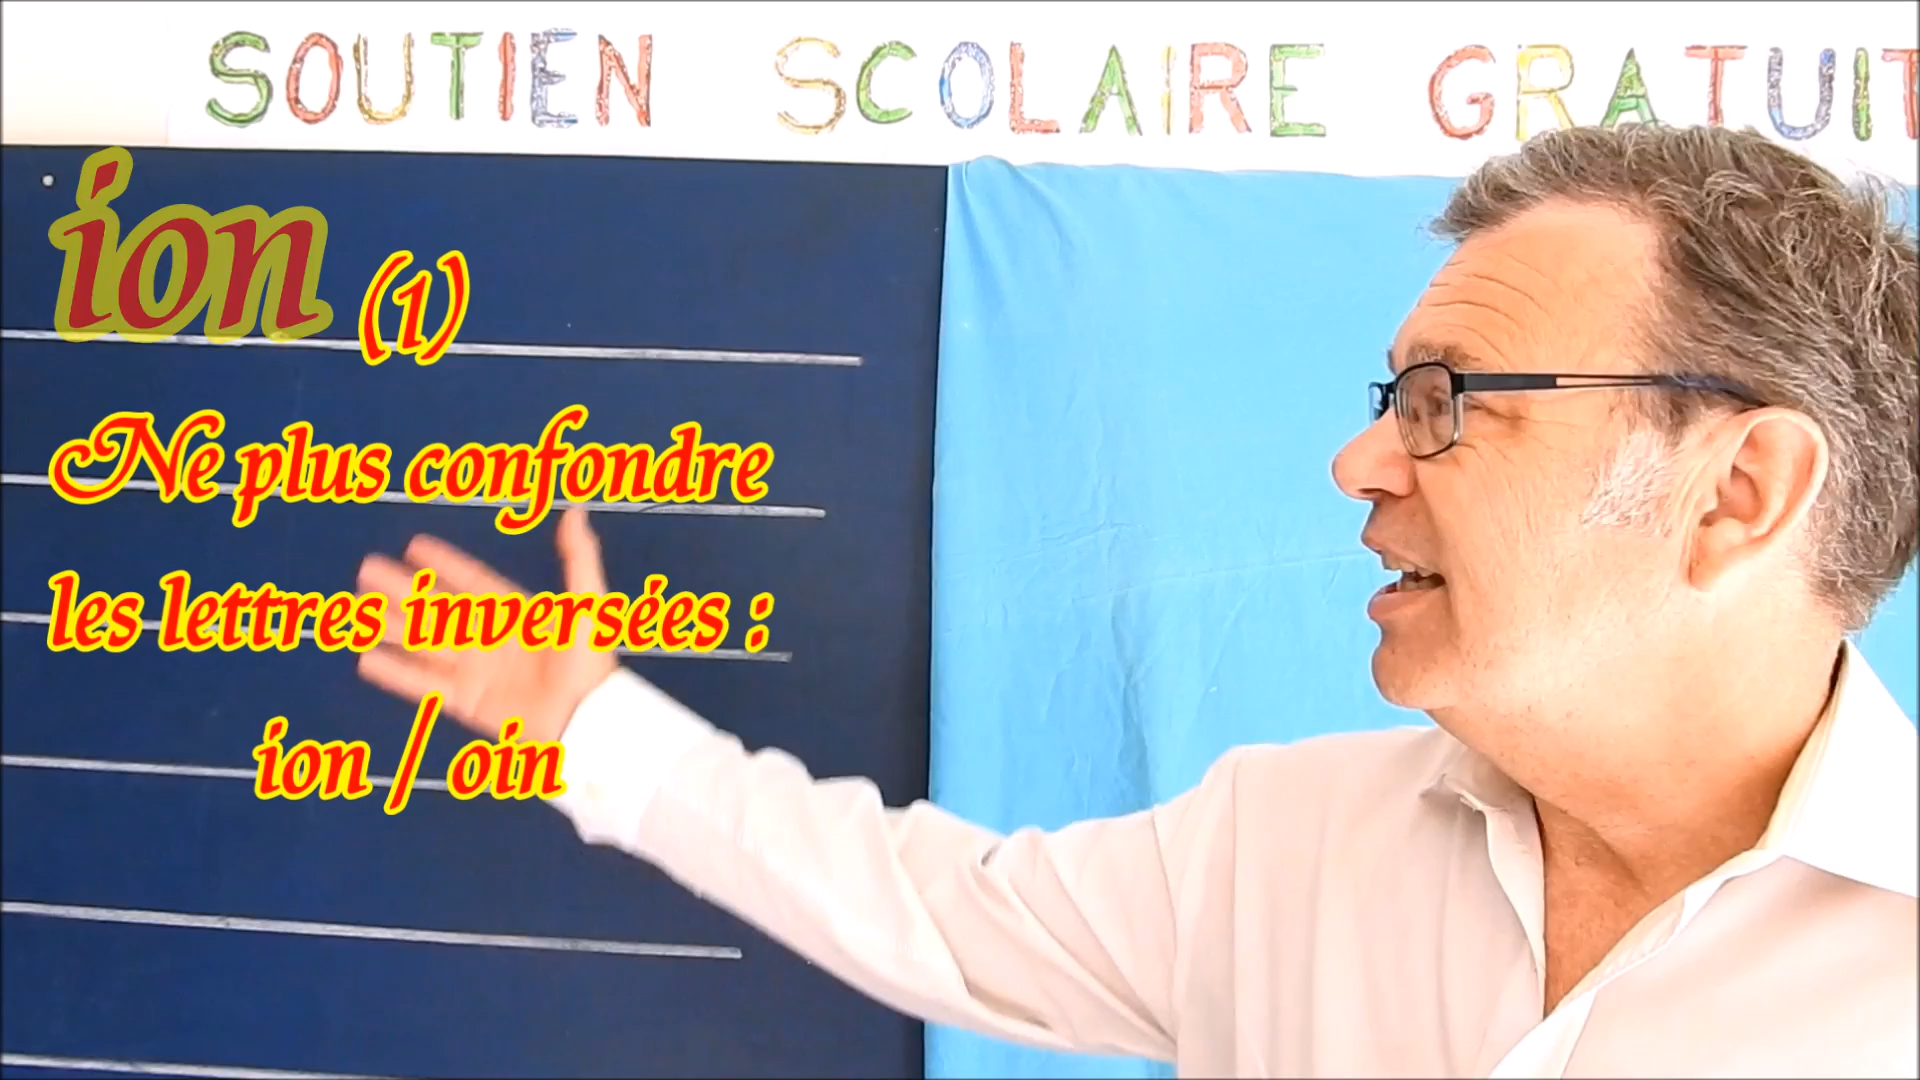 SOUTIEN SCOLAIRE GRATUIT
ion (1)
Ne plus confondre
les lettres inversées :
ion / oin